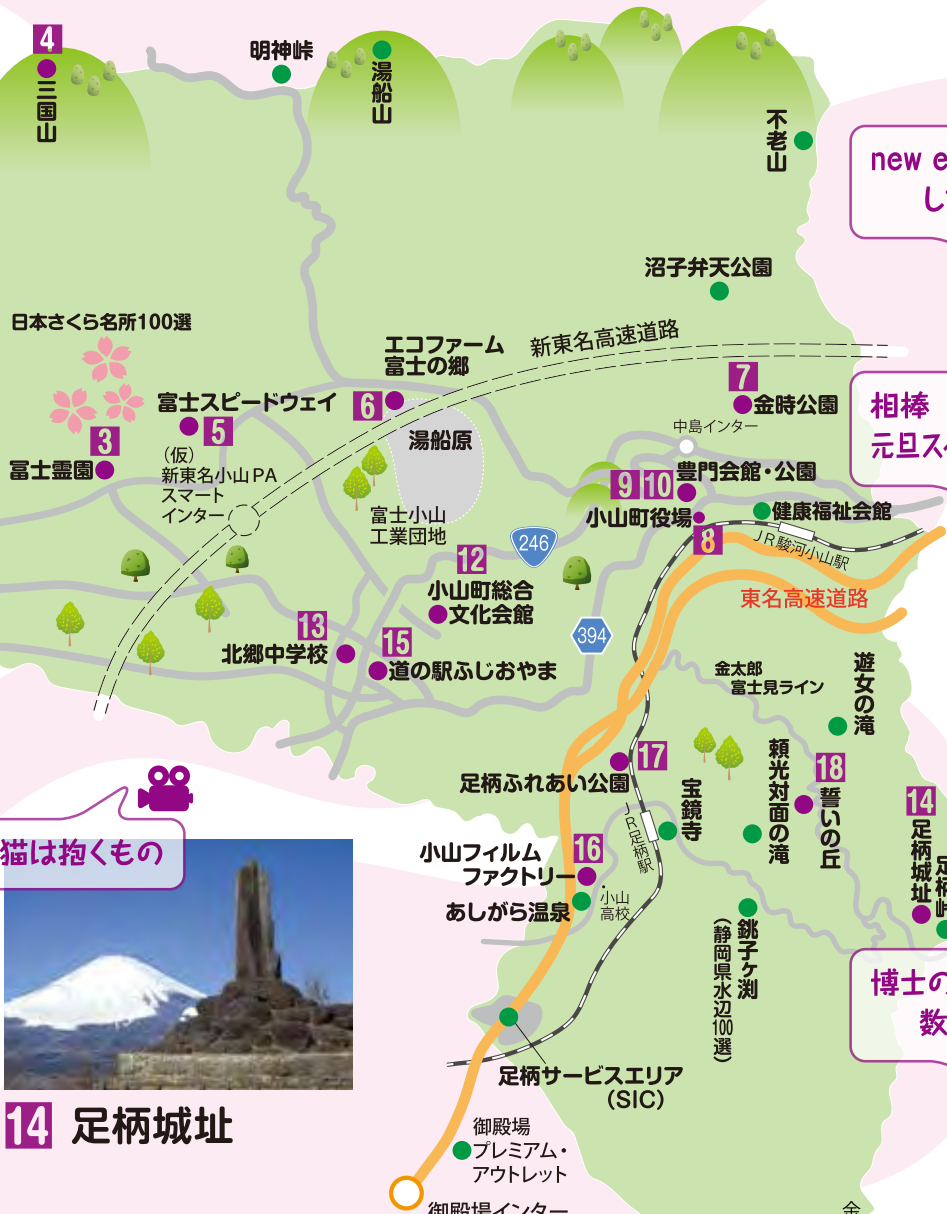 4
三国山
明神峠
湯船山
不老山
new e
し
沼子弁天公園
日本さくら名所100選
エコファーム
富士の郷
新東名高速道路
7
金時公園
相棒
元旦ス
富士スピードウェイ
5
6
湯船原
中島インター
3
冨士霊園
(仮)
新東名小山PA
スマート
インター
9
10
豊門会館・公園
小山町役場
8
健康福祉会館
富士小山
工業団地
246
JR駿河小山駅
12
小山町総合
文化会館
東名高速道路
13
北郷中学校
15
道の駅ふじおやま
394
金太郎
富士見ライン
遊女の滝
17
足柄ふれあい公園
頼光対面の滝
18
誓いの丘
宝鏡寺
JR足柄駅
14
足柄城址
足柄峠
猫は抱くもの
小山フィルム
ファクトリー
16
あしがら温泉
小山
高校
銚子ヶ渕
(静岡県水辺100選)
博士の
数
足柄サービスエリア
(SIC)
14 足柄城址
御殿場
プレミアム・
アウトレット
御殿場インター
金